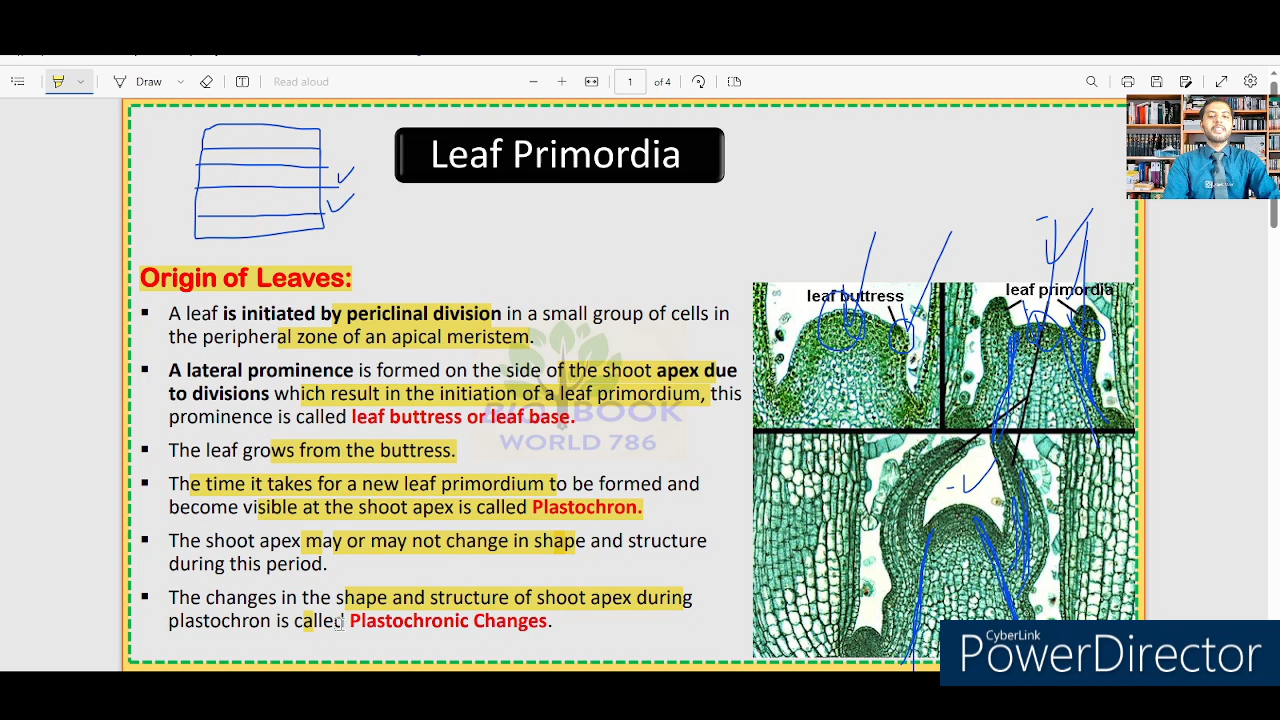 Draw
Read aloud
1
of 4
Leaf Primordia
Origin of Leaves:
A leaf is initiated by periclinal division in a small group of cells in
the peripheral zone of an apical meristem.
A lateral prominence is formed on the side of the shoot apex due
to divisions which result in the initiation of a leaf primordium, this
prominence is called leaf buttress or leaf base.
The leaf grows from the buttress.
The time it takes for a new leaf primordium to be formed and
become visible at the shoot apex is called Plastochron.
The shoot apex may or may not change in shape and structure
during this period.
The changes in the shape and structure of shoot apex during
plastochron is called Plastochronic Changes.
BOOK
WORLD 786
leaf buttress
leaf primordia
CyberLink
PowerDirector